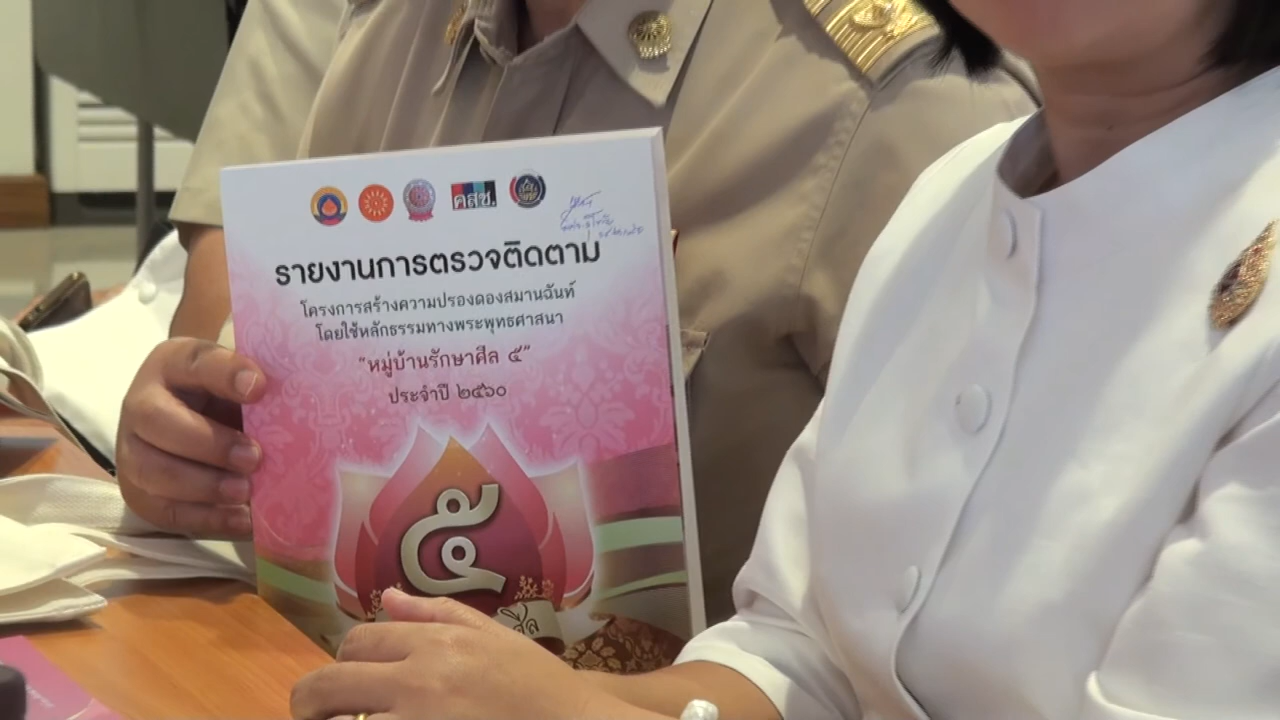 คสช.
รายงานการตรวจติดตาม
โครงการสร้างความปรองดองสมานฉันท์
โดยใช้หลักธรรมทางพระพุทธศาสนา
"หมู่บ้านรักษาศีล ๕"
ประจำปี ๒๕๖๐
๕
ศีล